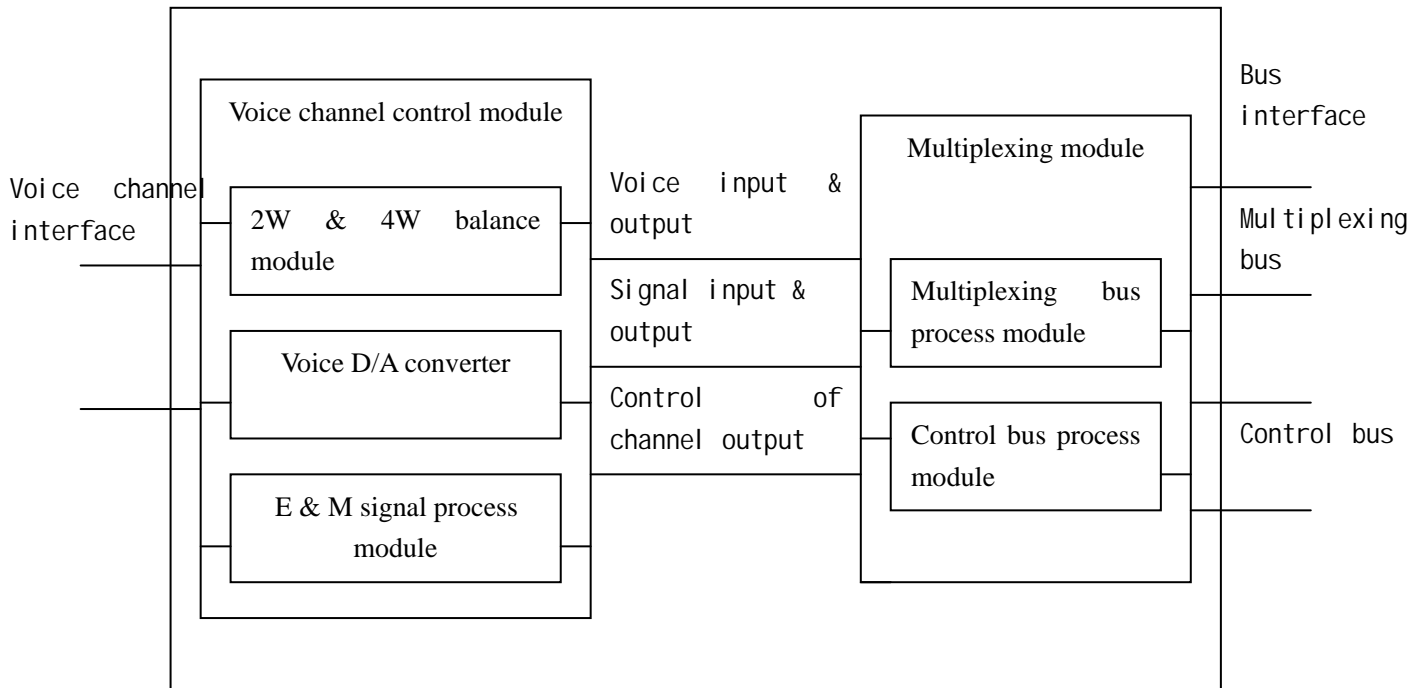 Voice channel
interface
Voice channel control module
2W & 4W balance
module
Voice D/A converter
E & M signal process
module
Voice input &
output
Signal input &
output
Control of
channel output
Multiplexing module
Multiplexing bus
process module
Control bus process
module
Bus
interface
Multiplexing
bus
Control bus